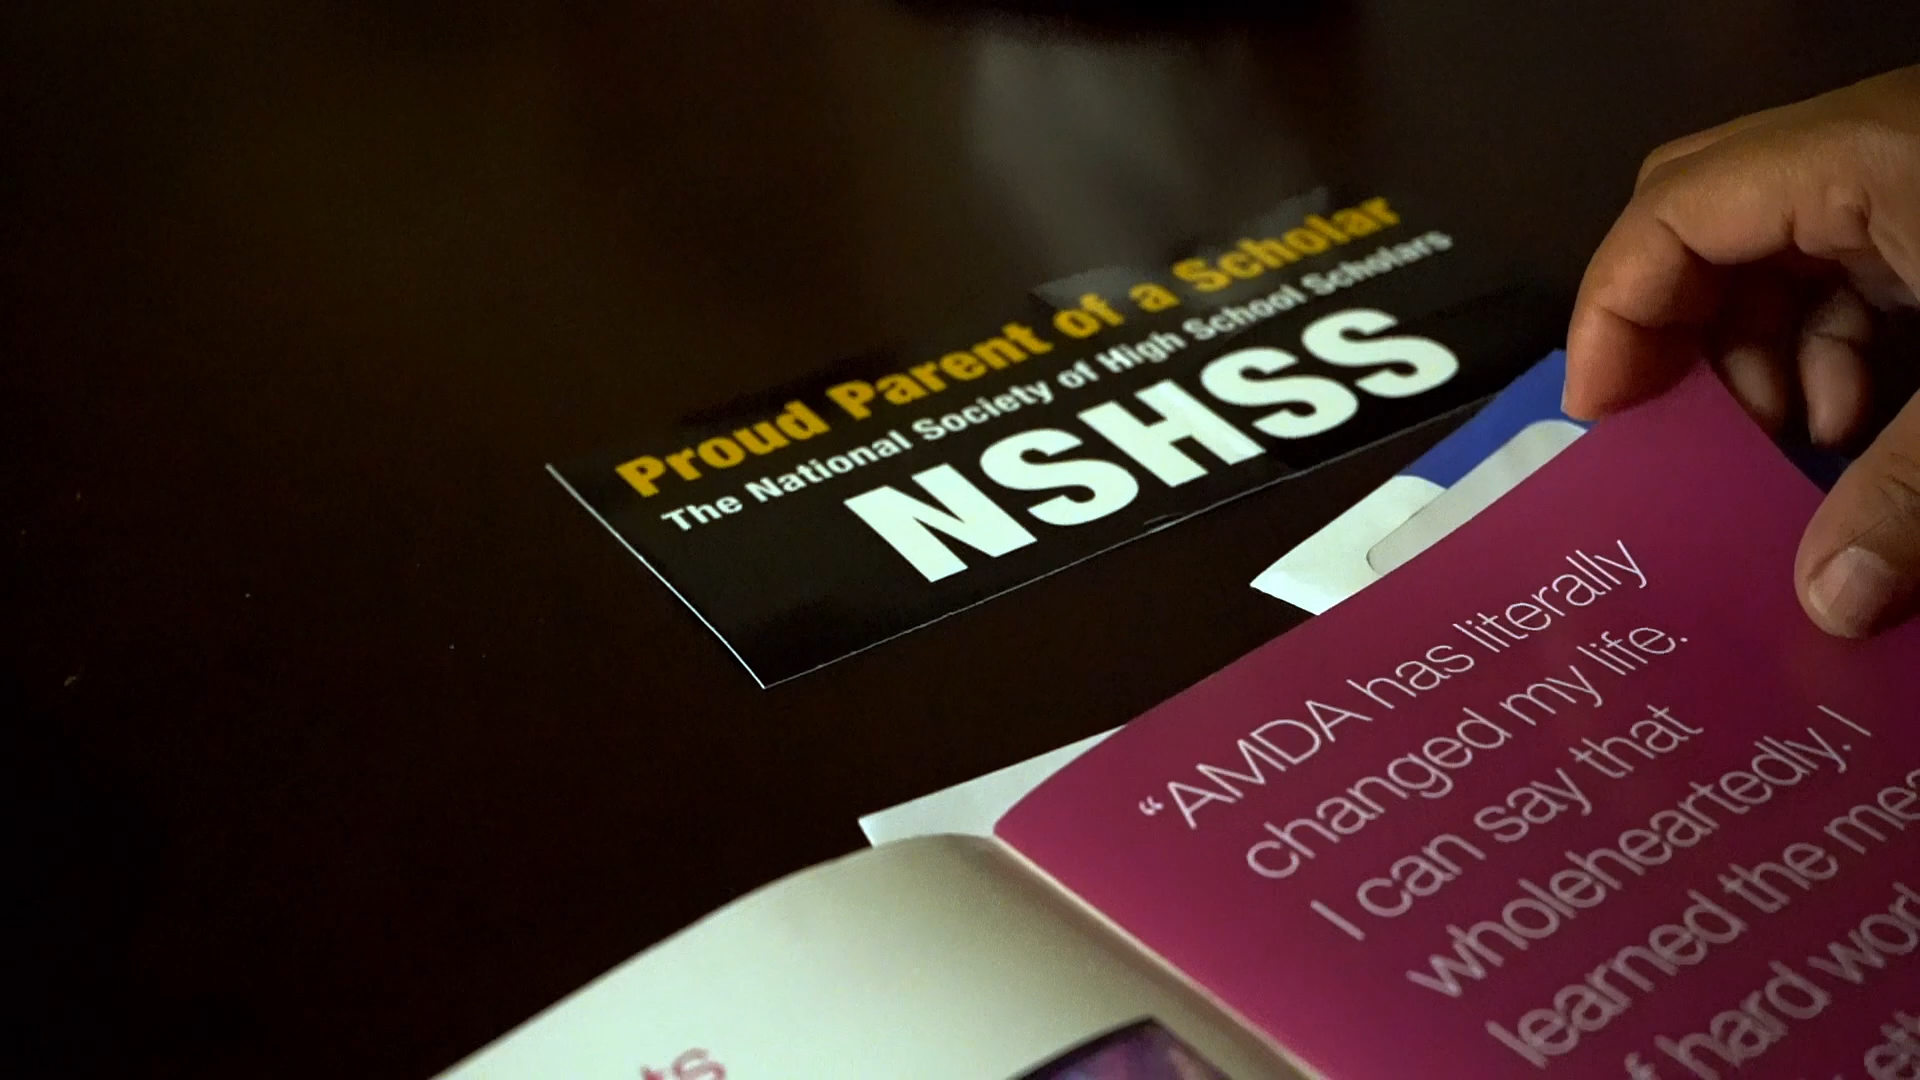 Proud Parent of a Scholar
The National Society of High School Scholars
NSHSS
“AMDA has literally
changed my life.
I can say that
wholeheartedly. I
learned the
hard